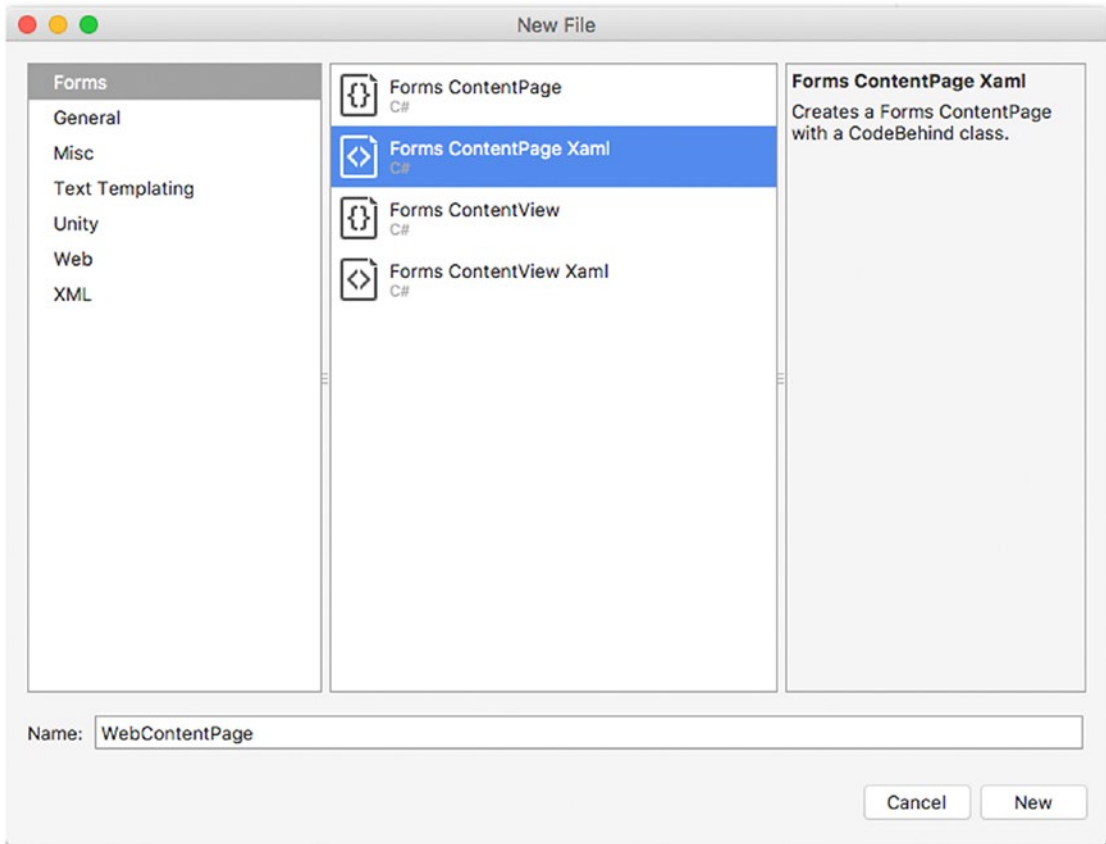 New File
Forms
General
Misc
Text Templating
Unity
Web
XML
Forms ContentPage
C#
Forms ContentPage Xaml
C#
Forms ContentView
C#
Forms ContentView Xaml
C#
Forms ContentPage Xaml
Creates a Forms ContentPage
with a CodeBehind class.
Name: WebContentPage
Cancel New